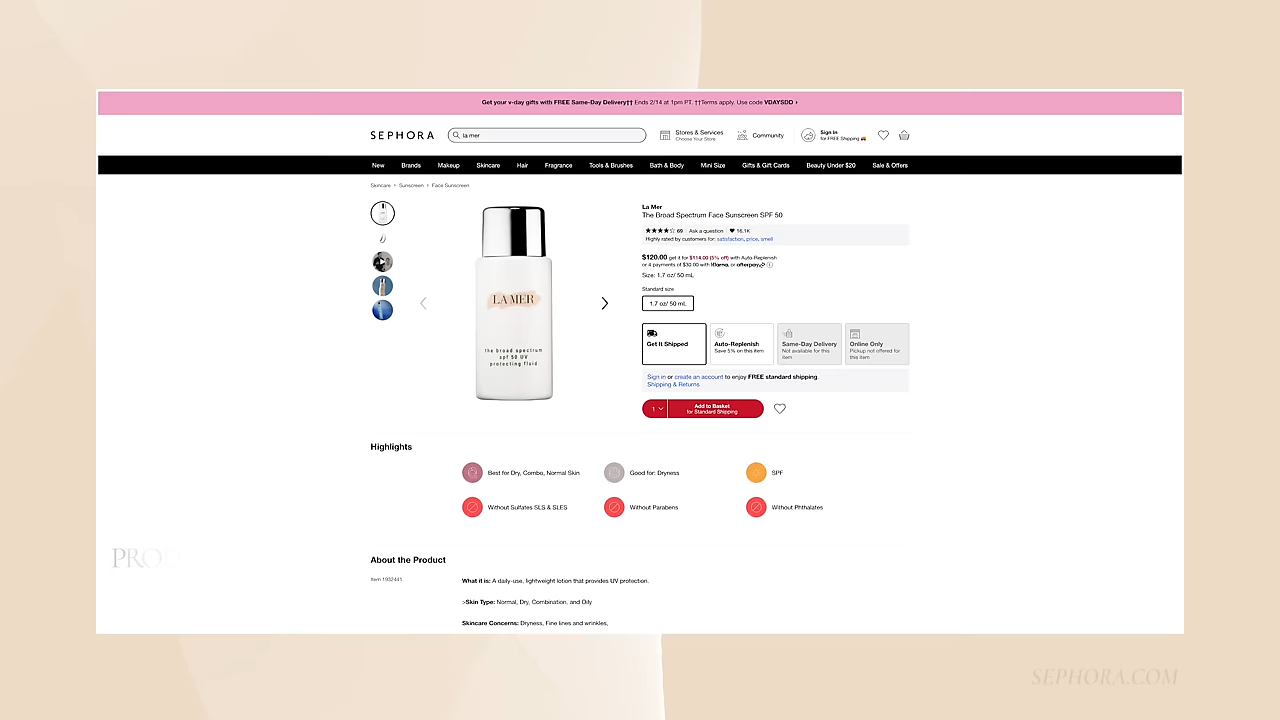 Get your v-day gifts with FREE Same-Day Delivery†† Ends 2/14 at 1pm PT. ††Terms apply. Use code VDAYSDD ›
SEPHORA
la mer
Stores & Services
Choose Your Store
Community
Sign in
for FREE Shipping
New Brands Makeup Skincare Hair Fragrance Tools & Brushes Bath & Body Mini Size Gifts & Gift Cards Beauty Under $20 Sale & Offers
Skincare › Sunscreen › Face Sunscreen
LA MER
the broad spectrum
spf 50 UV
protecting fluid
La Mer
The Broad Spectrum Face Sunscreen SPF 50
69 Ask a question 16.1K
Highly rated by customers for: satisfaction, price, smell
$120.00 get it for $114.00 (5% off) with Auto-Replenish
or 4 payments of $30.00 with Klarna. or afterpay
Size: 1.7 oz/ 50 mL
Standard size
1.7 oz/ 50 mL
Get It Shipped
Auto-Replenish
Save 5% on this item
Same-Day Delivery
Not available for this
item
Online Only
Pickup not offered for
this item
Sign in or create an account to enjoy FREE standard shipping.
Shipping & Returns
1
Add to Basket
for Standard Shipping
Highlights
Best for Dry, Combo, Normal Skin
Good for: Dryness
SPF
Without Sulfates SLS & SLES
Without Parabens
Without Phthalates
PROD
About the Product
Item 1932441
What it is: A daily-use, lightweight lotion that provides UV protection.
>Skin Type: Normal, Dry, Combination, and Oily
Skincare Concerns: Dryness, Fine lines and wrinkles,
SEPHORA.COM